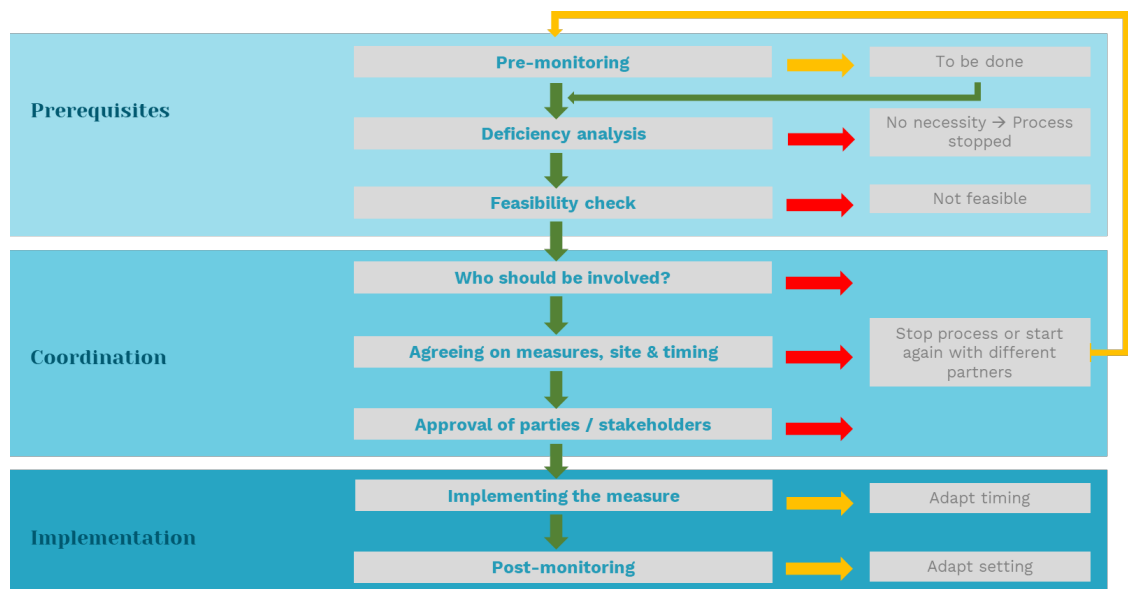 Pre-monitoring
To be done
Prerequisites
Deficiency analysis
No necessity → Process
stopped
Feasibility check
Not feasible
Who should be involved?
Coordination
Agreeing on measures, site & timing
Stop process or start
again with different
partners
Approval of parties / stakeholders
Implementing the measure
Adapt timing
Implementation
Post-monitoring
Adapt setting